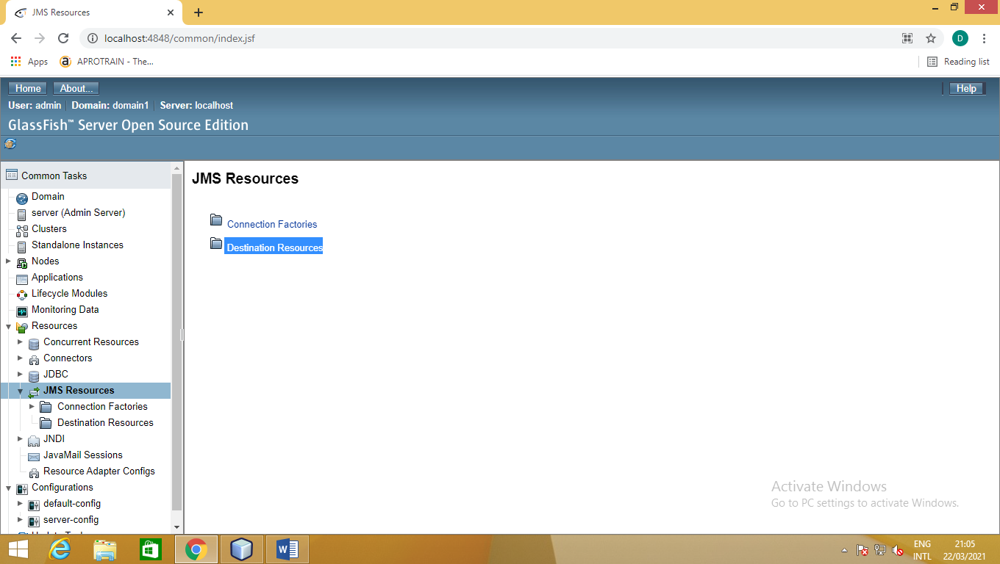 JMS Resources
localhost:4848/common/index.jsf
D
Apps
a
APROTRAIN - The...
Reading list
Home
About...
Help
User: admin
Domain: domain1
Server: localhost
GlassFish™ Server Open Source Edition
Common Tasks
Domain
server (Admin Server)
Clusters
Standalone Instances
Nodes
Applications
Lifecycle Modules
Monitoring Data
Resources
Concurrent Resources
Connectors
JDBC
JMS Resources
Connection Factories
Destination Resources
JNDI
JavaMail Sessions
Resource Adapter Configs
Configurations
default-config
server-config
JMS Resources
Connection Factories
Destination Resources
Activate Windows
Go to PC settings to activate Windows.
ENG
INTL
21:05
22/03/2021